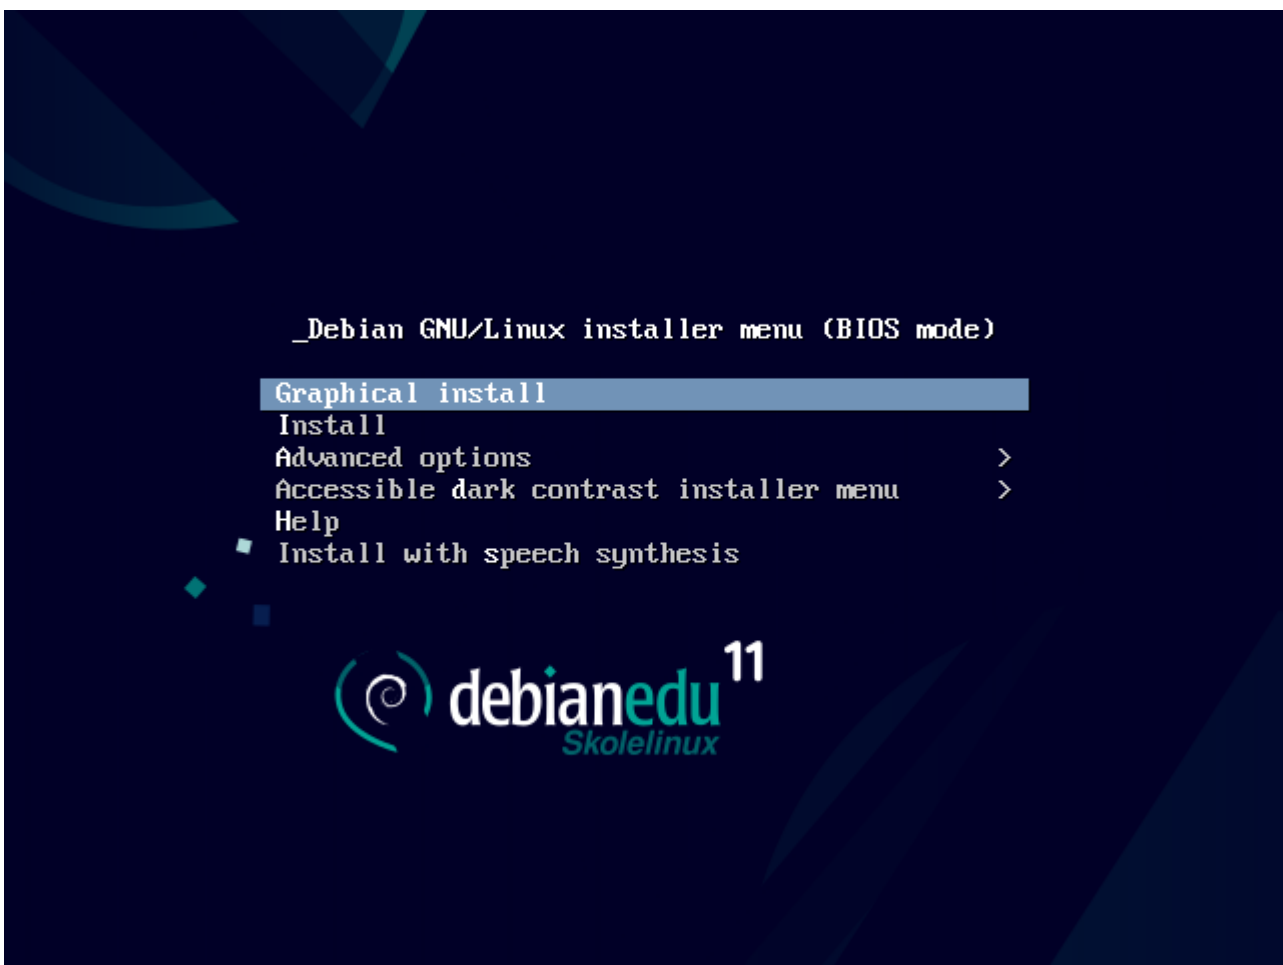 _Debian GNU/Linux installer menu (BIOS mode)
Graphical install
Install
Advanced options >
Accessible dark contrast installer menu >
Help
Install with speech synthesis
debianedu 11
Skolelinux